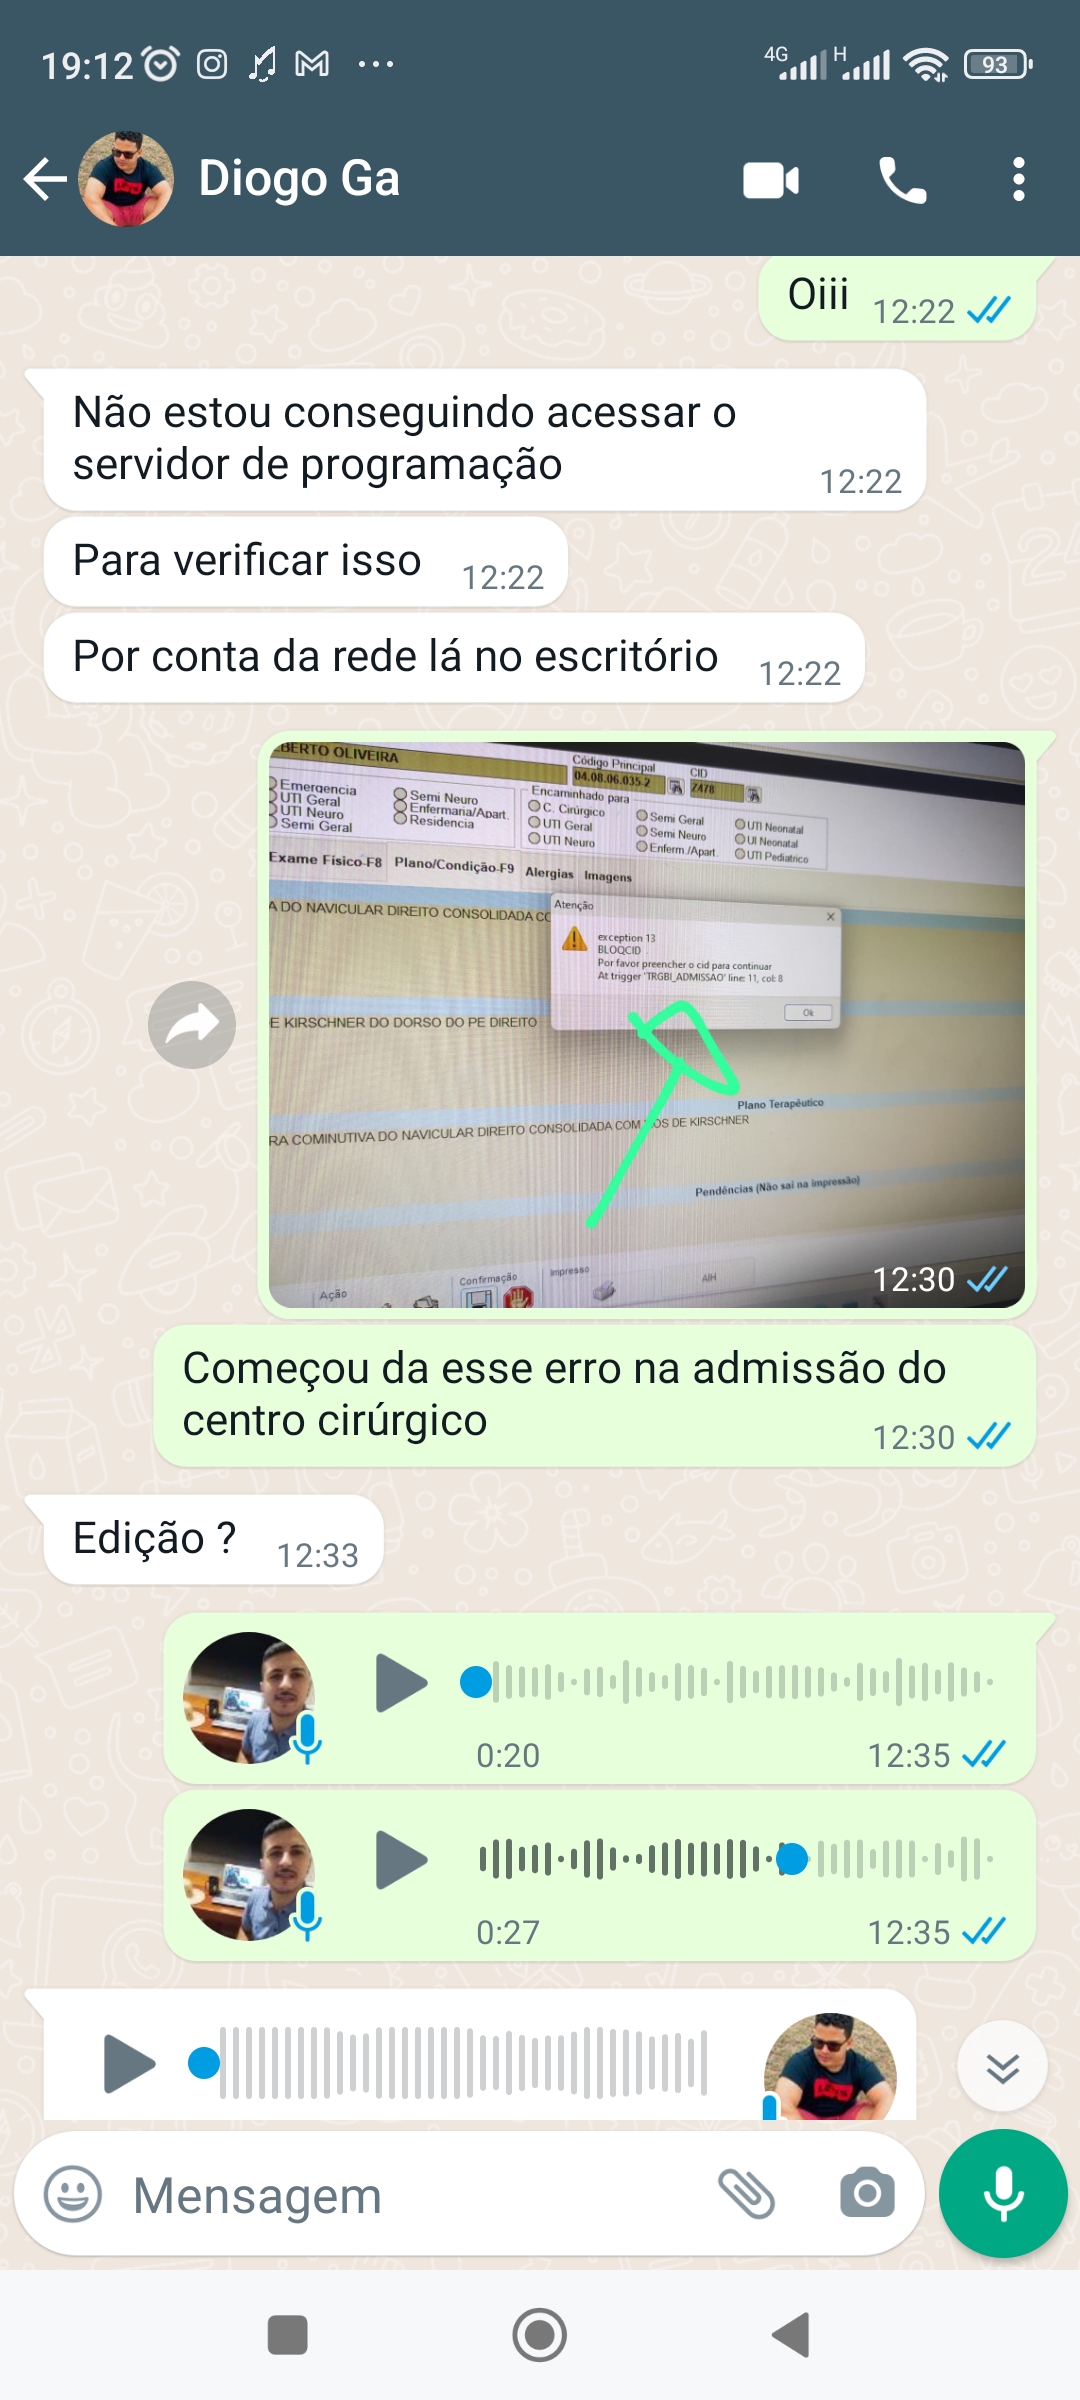 19:12
4G
H
93
Diogo Ga
Oiii
12:22
Não estou conseguindo acessar o
servidor de programação
12:22
Para verificar isso
12:22
Por conta da rede lá no escritório
12:22
BERTO OLIVEIRA
Código Principal
CID
04.08.06.035-2
Z478
Emergencia
UTI Geral
UTI Neuro
Semi Geral
Semi Neuro
Enfermaria/Apart.
Residencia
Encaminhado para
C. Cirúrgico
UTI Geral
UTI Neuro
Semi Geral
Semi Neuro
Enferm./Apart.
UTI Neonatal
UI Neonatal
UTI Pediatrico
Exame Físico-F8
Plano/Condição-F9
Alergias
Imagens
A DO NAVICULAR DIREITO CONSOLIDADA CO
Atenção
exception 13
BLOQCID
Por favor preencher o cid para continuar
At trigger 'TRGBI_ADMISSAO' line: 11, col: 8
Ok
E KIRSCHNER DO DORSO DO PE DIREITO
Plano Terapêutico
RA COMINUTIVA DO NAVICULAR DIREITO CONSOLIDADA COM OS DE KIRSCHNER
Pendências (Não sai na impressão)
Ação
Confirmação
Impresso
AIH
12:30
Começou da esse erro na admissão do
centro cirúrgico
12:30
Edição ?
12:33
0:20
12:35
0:27
12:35
Mensagem